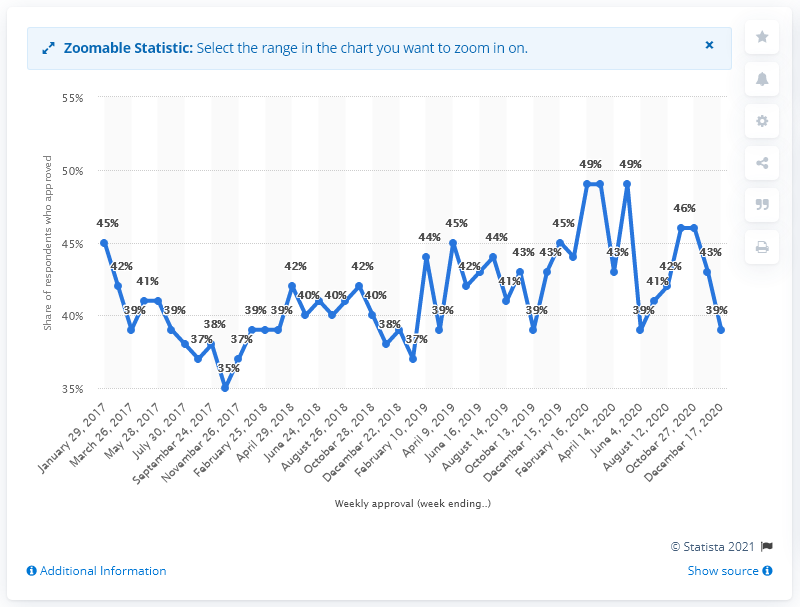 Zoomable Statistic: Select the range in the chart you want to zoom in on.
×
55%
50%
45%
40%
35%
Share of respondents who approved
45%
42%
39%
41%
39%
37%
38%
35%
37%
39%
39%
42%
40%
40%
42%
40%
38%
37%
44%
39%
45%
42%
44%
41%
43%
39%
43%
45%
49%
43%
49%
39%
41%
42%
46%
43%
39%
January 29, 2017
March 26, 2017
May 28, 2017
July 30, 2017
September 24, 2017
November 26, 2017
February 25, 2018
April 29, 2018
June 24, 2018
August 26, 2018
October 28, 2018
December 22, 2018
February 10, 2019
April 9, 2019
June 16, 2019
August 14, 2019
October 13, 2019
December 15, 2019
February 16, 2020
April 14, 2020
June 4, 2020
August 12, 2020
October 27, 2020
December 17, 2020
Weekly approval (week ending..)
© Statista 2021
Additional Information
Show source